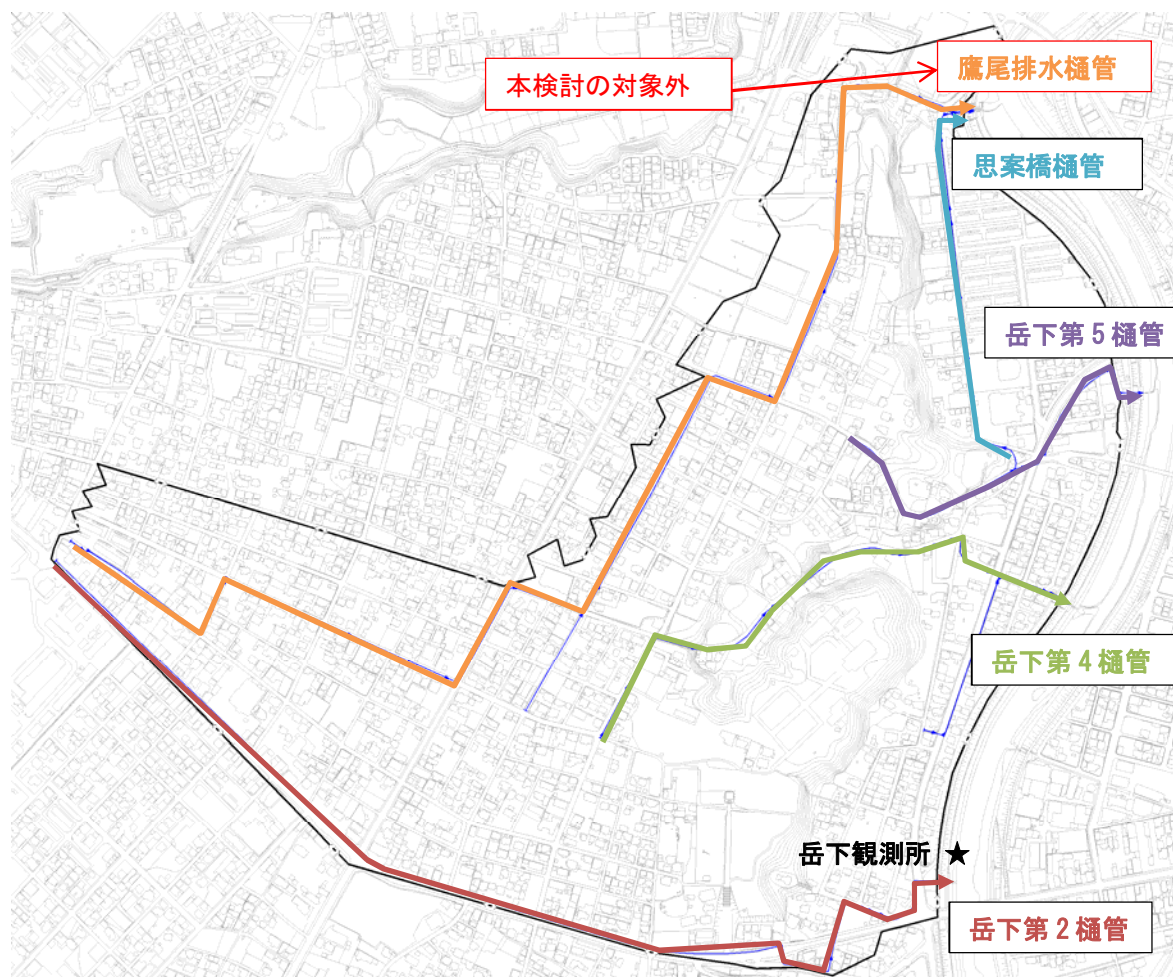 鷹尾排水樋管
本検討の対象外
思案橋樋管
岳下第5樋管
岳下第4樋管
岳下観測所 ★
岳下第2樋管